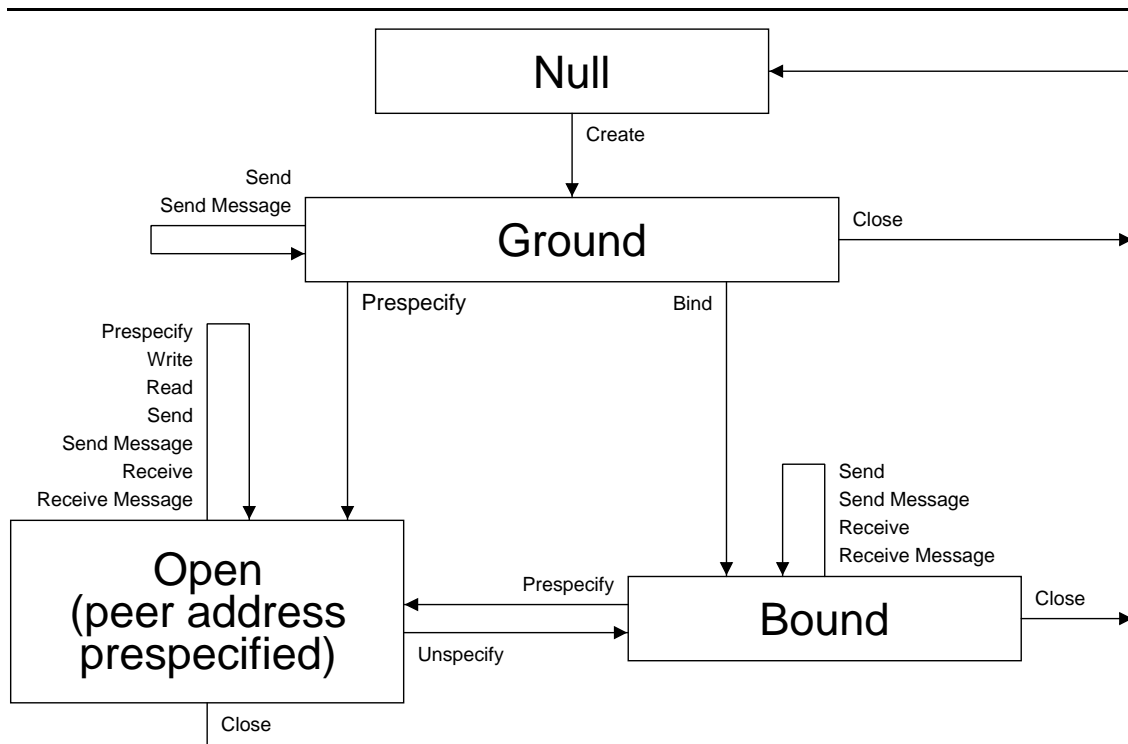 Null
Create
Send
Send Message
Ground
Close
Prespecify
Bind
Prespecify
Write
Read
Send
Send Message
Receive
Receive Message
Send
Send Message
Receive
Receive Message
Open
(peer address
prespecified)
Prespecify
Unspecify
Bound
Close
Close